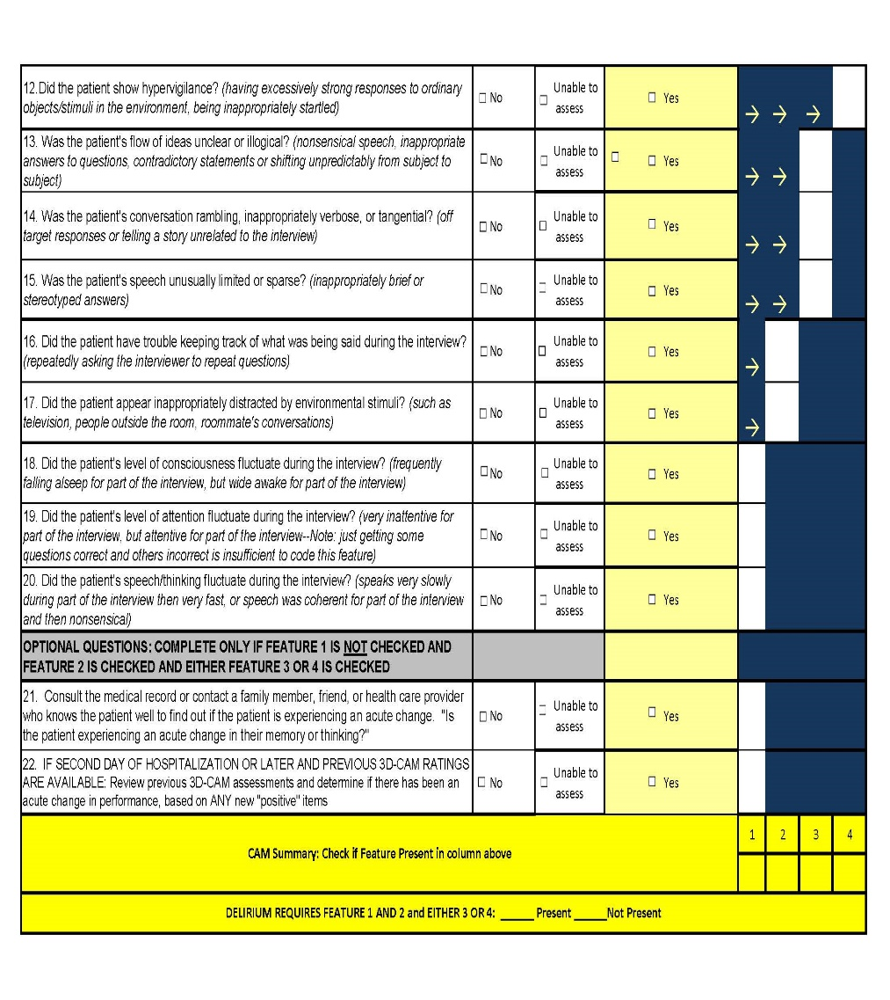 12.Did the patient show hypervigilance? (having excessively strong responses to ordinary
objects/stimuli in the environment, being inappropriately startled)
□ No
□ Unable to
assess
□ Yes
→ → →
13. Was the patient's flow of ideas unclear or illogical? (nonsensical speech, inappropriate
answers to questions, contradictory statements or shifting unpredictably from subject to
subject)
□ No
□ Unable to
assess
□ □ Yes
→ →
14. Was the patient's conversation rambling, inappropriately verbose, or tangential? (off
target responses or telling a story unrelated to the interview)
□ No
□ Unable to
assess
□ Yes
→ →
15. Was the patient's speech unusually limited or sparse? (inappropriately brief or
stereotyped answers)
□ No
□ Unable to
assess
□ Yes
→ →
16. Did the patient have trouble keeping track of what was being said during the interview?
(repeatedly asking the interviewer to repeat questions)
□ No
□ Unable to
assess
□ Yes
→
17. Did the patient appear inappropriately distracted by environmental stimuli? (such as
television, people outside the room, roommate's conversations)
□ No
□ Unable to
assess
□ Yes
→
18. Did the patient's level of consciousness fluctuate during the interview? (frequently
falling alseep for part of the interview, but wide awake for part of the interview)
□ No
□ Unable to
assess
□ Yes
19. Did the patient's level of attention fluctuate during the interview? (very inattentive for
part of the interview, but attentive for part of the interview--Note: just getting some
questions correct and others incorrect is insufficient to code this feature)
□ No
□ Unable to
assess
□ Yes
20. Did the patient's speech/thinking fluctuate during the interview? (speaks very slowly
during part of the interview then very fast, or speech was coherent for part of the interview
and then nonsensical)
□ No
□ Unable to
assess
□ Yes
OPTIONAL QUESTIONS: COMPLETE ONLY IF FEATURE 1 IS NOT CHECKED AND
FEATURE 2 IS CHECKED AND EITHER FEATURE 3 OR 4 IS CHECKED
21. Consult the medical record or contact a family member, friend, or health care provider
who knows the patient well to find out if the patient is experiencing an acute change. "Is
the patient experiencing an acute change in their memory or thinking?"
□ No
□ Unable to
assess
□ Yes
22. IF SECOND DAY OF HOSPITALIZATION OR LATER AND PREVIOUS 3D-CAM RATINGS
ARE AVAILABLE: Review previous 3D-CAM assessments and determine if there has been an
acute change in performance, based on ANY new "positive" items
□ No
□ Unable to
assess
□ Yes
CAM Summary: Check if Feature Present in column above
1 2 3 4
DELIRIUM REQUIRES FEATURE 1 AND 2 and EITHER 3 OR 4: ______ Present ______Not Present